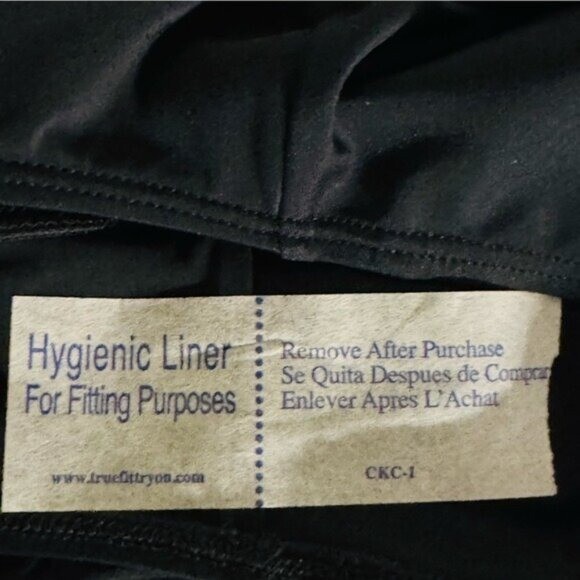 Hygienic Liner
For Fitting Purposes
www.truefittryon.com
Remove After Purchase
Se Quita Despues de Comprar
Enlever Apres L'Achat
CKC-1